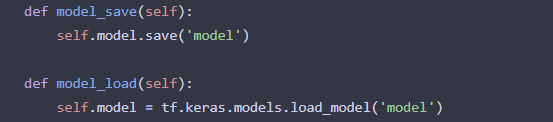 def model_save(self):
self.model.save('model')
def model_load(self):
self.model = tf.keras.models.load_model('model')